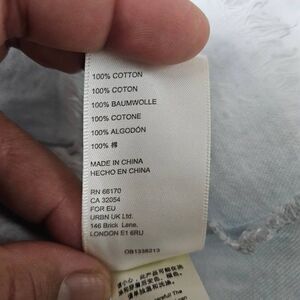 100% COTTON
100% COTON
100% BAUMWOLLE
100% COTONE
100% ALGODÓN
100% 棉
MADE IN CHINA
HECHO EN CHINA
RN 66170
CA 32054
FOR EU
URBN UK Ltd.
146 Brick Lane,
LONDON E1 6RU
OB1338213